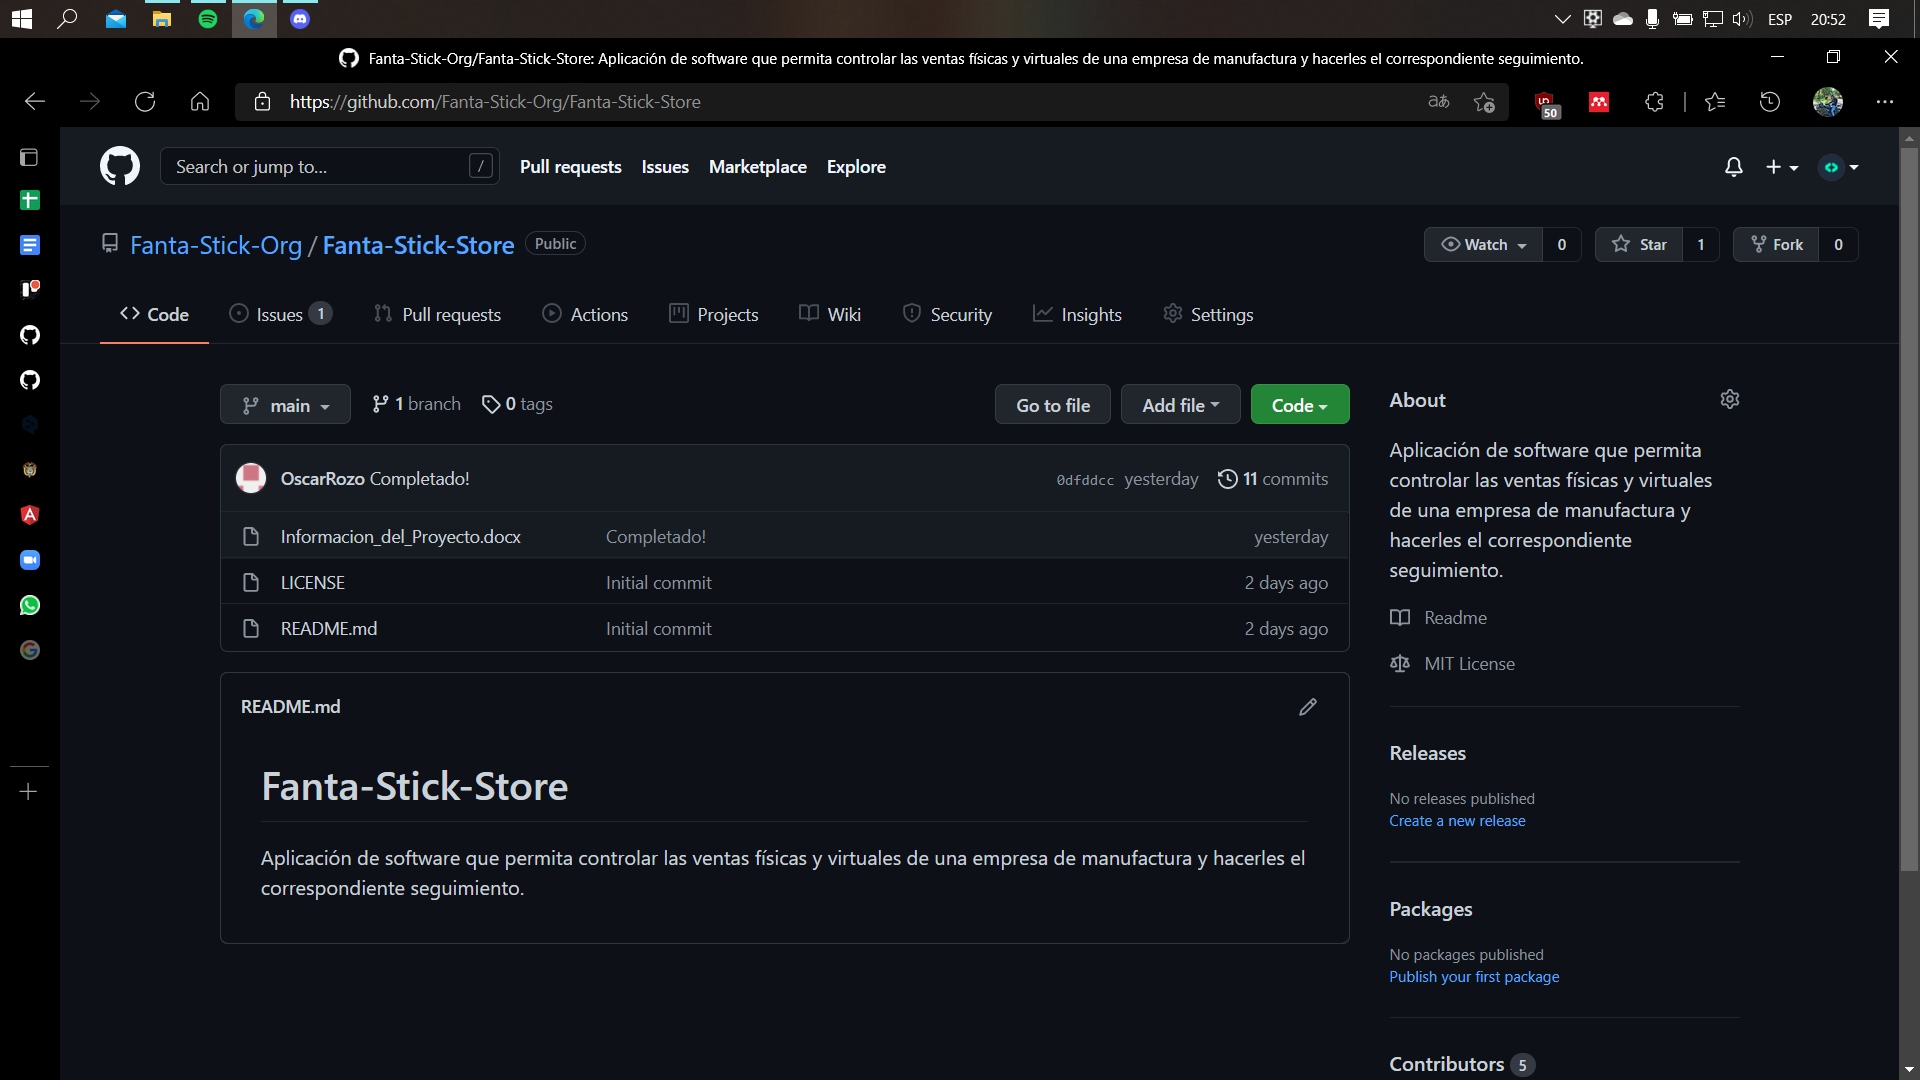 ESP 20:52
Fanta-Stick-Org/Fanta-Stick-Store: Aplicación de software que permita controlar las ventas físicas y virtuales de una empresa de manufactura y hacerles el correspondiente seguimiento.
https://github.com/Fanta-Stick-Org/Fanta-Stick-Store
50
Search or jump to... / Pull requests Issues Marketplace Explore
Fanta-Stick-Org / Fanta-Stick-Store Public Watch 0 Star 1 Fork 0
Code Issues 1 Pull requests Actions Projects Wiki Security Insights Settings
main 1 branch 0 tags Go to file Add file Code
OscarRozo Completado! 0dfddcc yesterday 11 commits
Informacion_del_Proyecto.docx Completado! yesterday
LICENSE Initial commit 2 days ago
README.md Initial commit 2 days ago
README.md
Fanta-Stick-Store
Aplicación de software que permita controlar las ventas físicas y virtuales de una empresa de manufactura y hacerles el
correspondiente seguimiento.
About
Aplicación de software que permita
controlar las ventas físicas y virtuales
de una empresa de manufactura y
hacerles el correspondiente
seguimiento.
Readme
MIT License
Releases
No releases published
Create a new release
Packages
No packages published
Publish your first package
Contributors 5